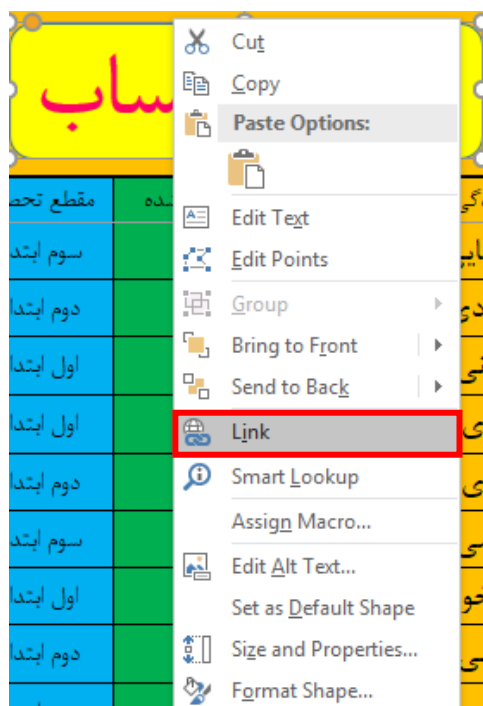 ساب
Cut
Copy
Paste Options:
Edit Text
Edit Points
Group
Bring to Front
Send to Back
Link
Smart Lookup
Assign Macro...
Edit Alt Text...
Set as Default Shape
Size and Properties...
Format Shape...
مقطع تحص
سوم ابتدا
دوم ابتدا
اول ابتدا
اول ابتدا
دوم ابتدا
سوم ابتدا
اول ابتدا
دوم ابتدا